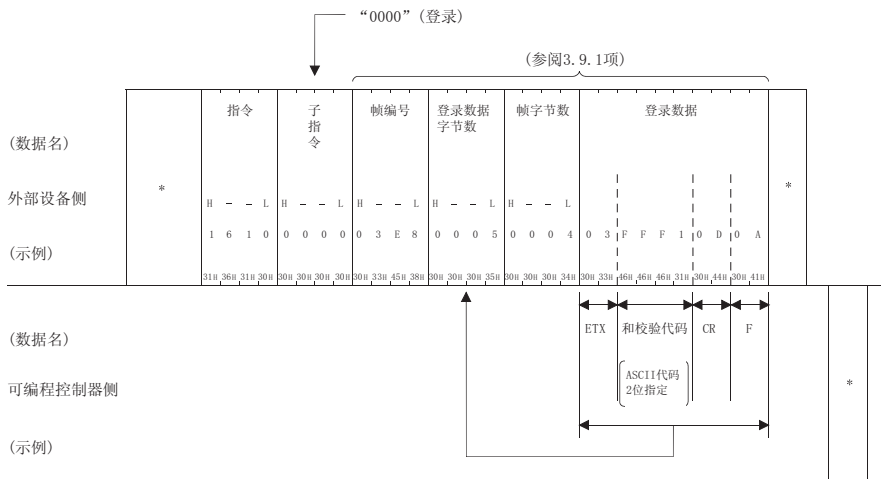 “0000”(登录)
(参阅3.9.1项)
指令
子指令
帧编号
登录数据字节数
帧字节数
登录数据
(数据名)
外部设备侧
*
*
H - - L H - - L H - - L H - - L H - - L
(示例)
1 6 1 0 0 0 0 0 0 3 E 8 0 0 0 5 0 0 0 4 0 3 F F F 1 0 D 0 A
31H 36H 31H 30H 30H 30H 30H 30H 30H 33H 45H 38H 30H 30H 30H 35H 30H 30H 30H 34H 30H 33H 46H 46H 46H 31H 30H 44H 30H 41H
(数据名)
ETX 和校验代码 CR F
可编程控制器侧
ASCII代码
2位指定
*
(示例)